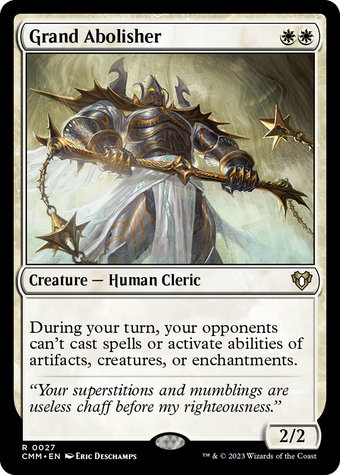 Grand Abolisher
Creature — Human Cleric
During your turn, your opponents
can't cast spells or activate abilities of
artifacts, creatures, or enchantments.
“Your superstitions and mumblings are
useless chaff before my righteousness.”
2/2
R 0027
CMM • EN Eric Deschamps
™ & © 2023 Wizards of the Coast